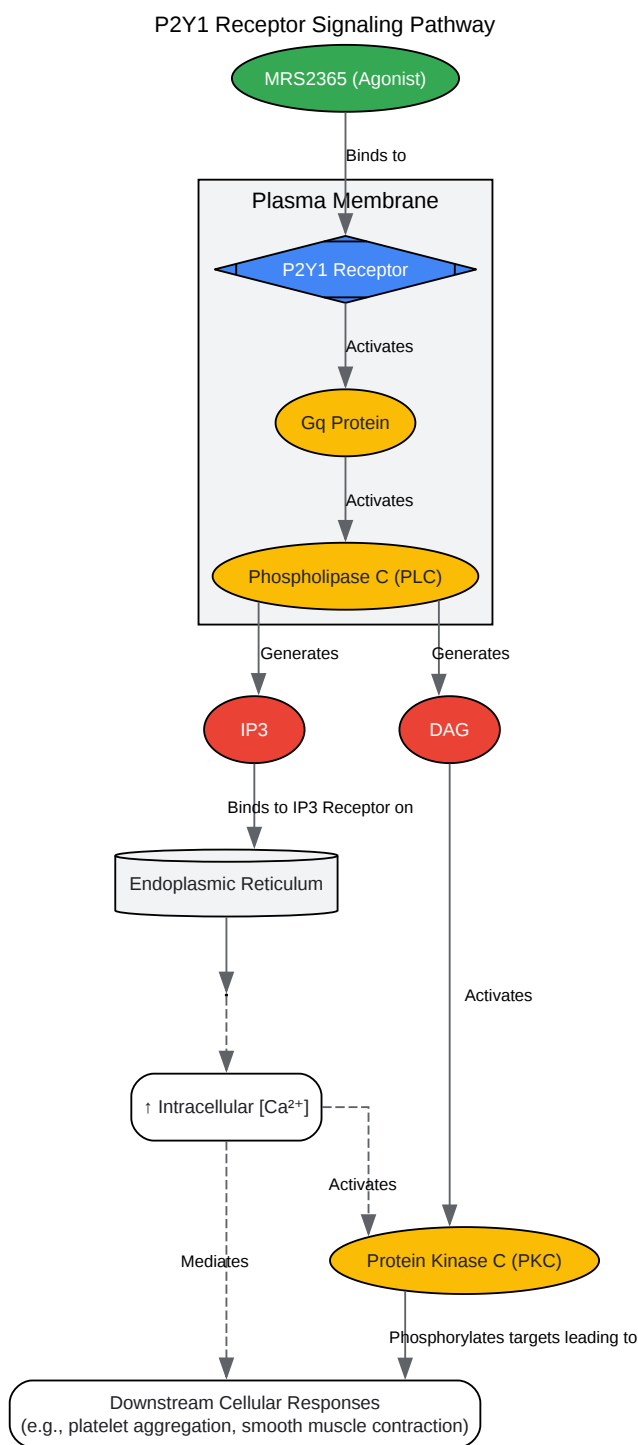 P2Y1 Receptor Signaling Pathway
MRS2365 (Agonist)
Binds to
Plasma Membrane
P2Y1 Receptor
Activates
Gq Protein
Activates
Phospholipase C (PLC)
Generates
Generates
IP3
DAG
Binds to IP3 Receptor on
Endoplasmic Reticulum
Activates
↑ Intracellular [Ca²⁺]
Activates
Mediates
Protein Kinase C (PKC)
Phosphorylates targets leading to
Downstream Cellular Responses
(e.g., platelet aggregation, smooth muscle contraction)